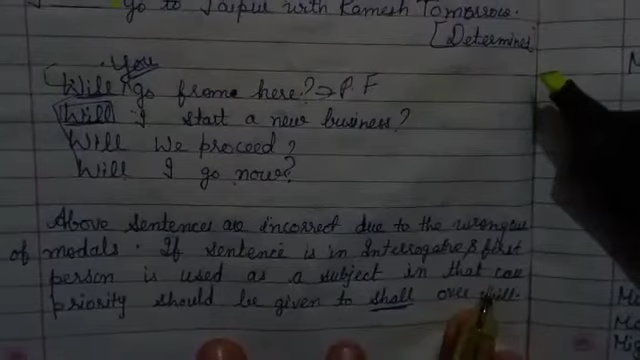 go to Jaipur with Ramesh Tomorrow.
[Determined
You
Will go from here? → P.F
Will I start a new business?
Will We proceed?
Will I go now?
Above sentences are incorrect due to the wrong use
of modals. If sentence is in Interrogative & first
person is used as a subject in that case
priority should be given to shall over will.